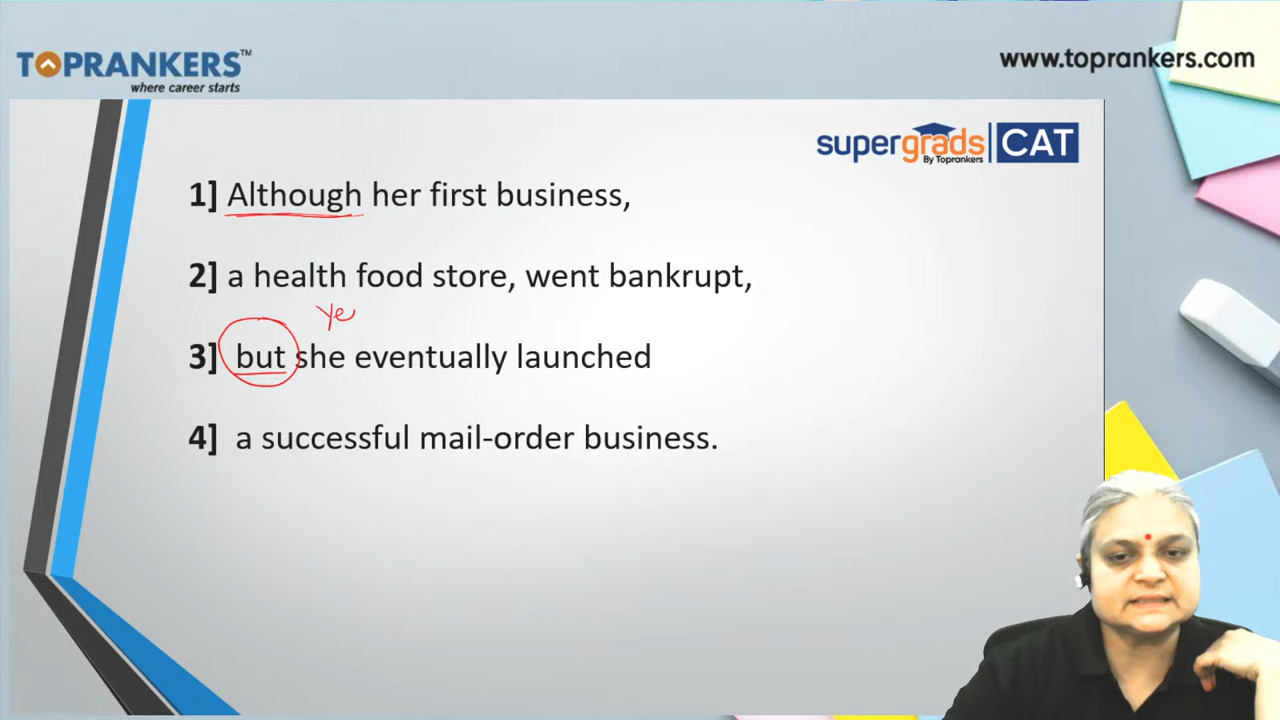 TOPRANKERS™
where career starts
www.toprankers.com
supergrads By Toprankers CAT
1] Although her first business,
2] a health food store, went bankrupt,
ye
3] but she eventually launched
4] a successful mail-order business.